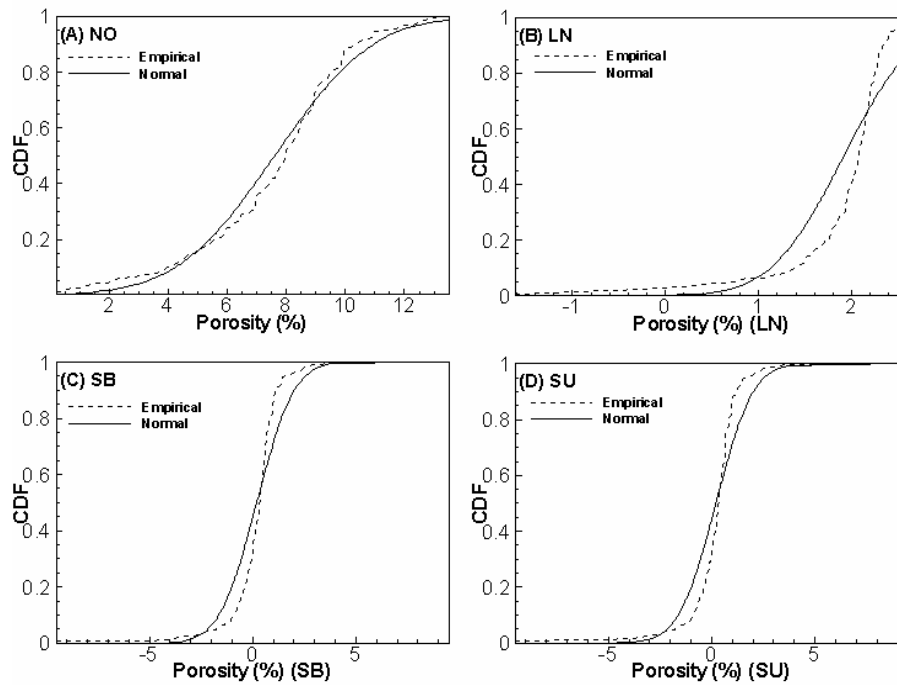 (A) NO
Empirical
Normal
CDF
1
0.8
0.6
0.4
0.2
0
2
4
6
8
10
12
Porosity (%)
(B) LN
Empirical
Normal
CDF
1
0.8
0.6
0.4
0.2
0
-1
0
1
2
Porosity (%) (LN)
(C) SB
Empirical
Normal
CDF
1
0.8
0.6
0.4
0.2
0
-5
0
5
Porosity (%) (SB)
(D) SU
Empirical
Normal
CDF
1
0.8
0.6
0.4
0.2
0
-5
0
5
Porosity (%) (SU)